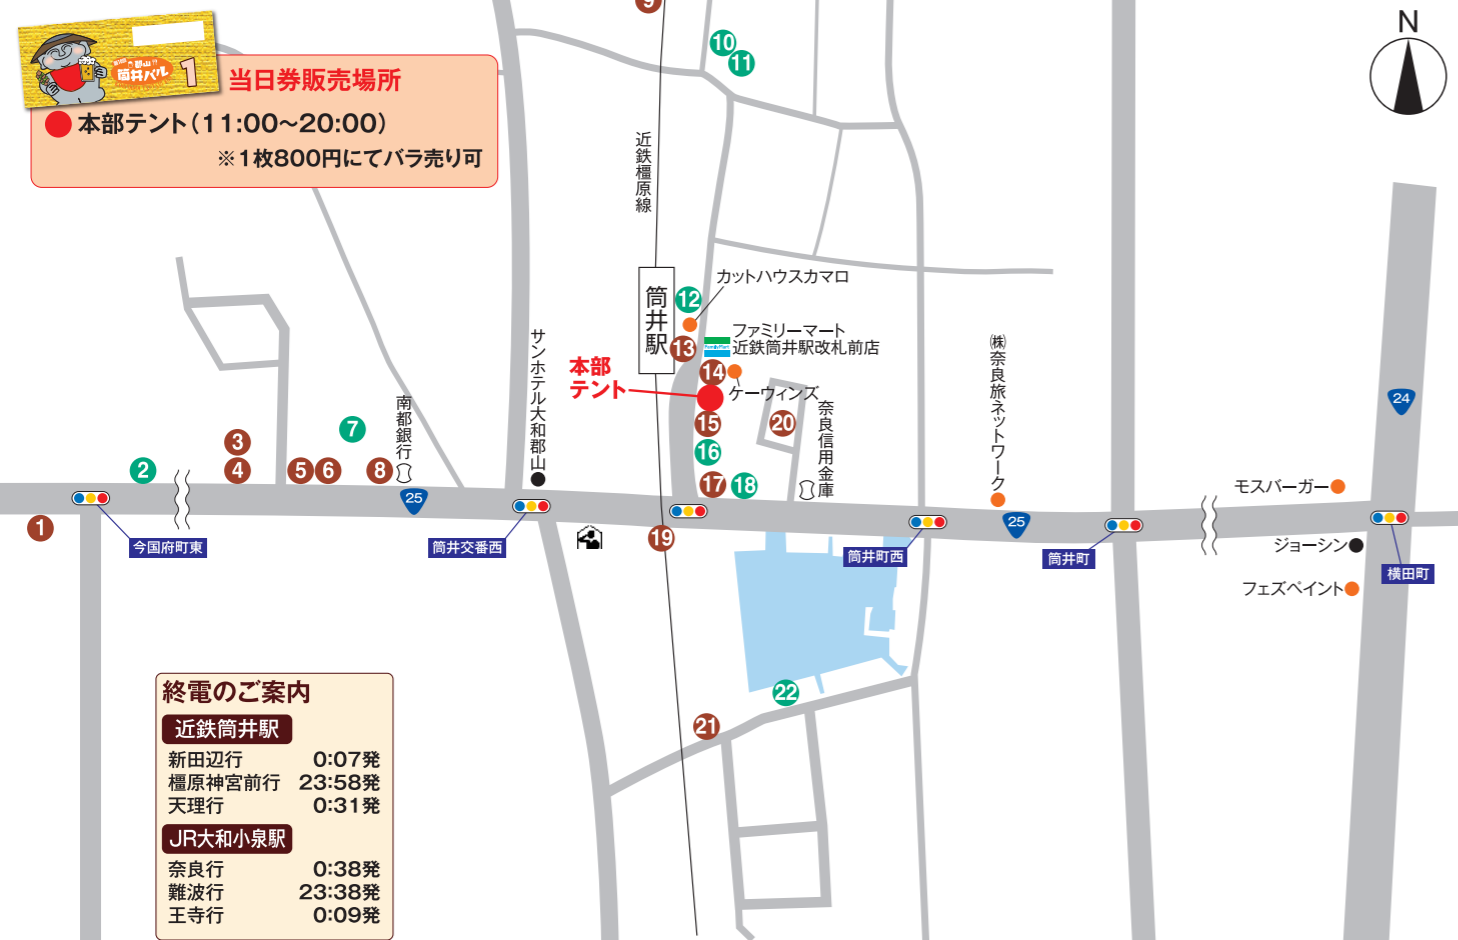 筒井バル
1
当日券販売場所
本部テント(11:00〜20:00)
※1枚800円にてバラ売り可
N
9
10
11
近鉄橿原線
筒井駅
12
カットハウスカマロ
13
ファミリーマート
近鉄筒井駅改札前店
FamilyMart
14
ケーウィンズ
本部
テント
15
16
17
18
19
20
奈良信用金庫
サンホテル大和郡山
南都銀行
1
2
3
4
5
6
7
8
25
㈱奈良旅ネットワーク
24
モスバーガー
25
ジョーシン
フェズペイント
今国府町東
筒井交番西
筒井町西
筒井町
横田町
21
22
終電のご案内
近鉄筒井駅
新田辺行 0:07発
橿原神宮前行 23:58発
天理行 0:31発
JR大和小泉駅
奈良行 0:38発
難波行 23:38発
王寺行 0:09発